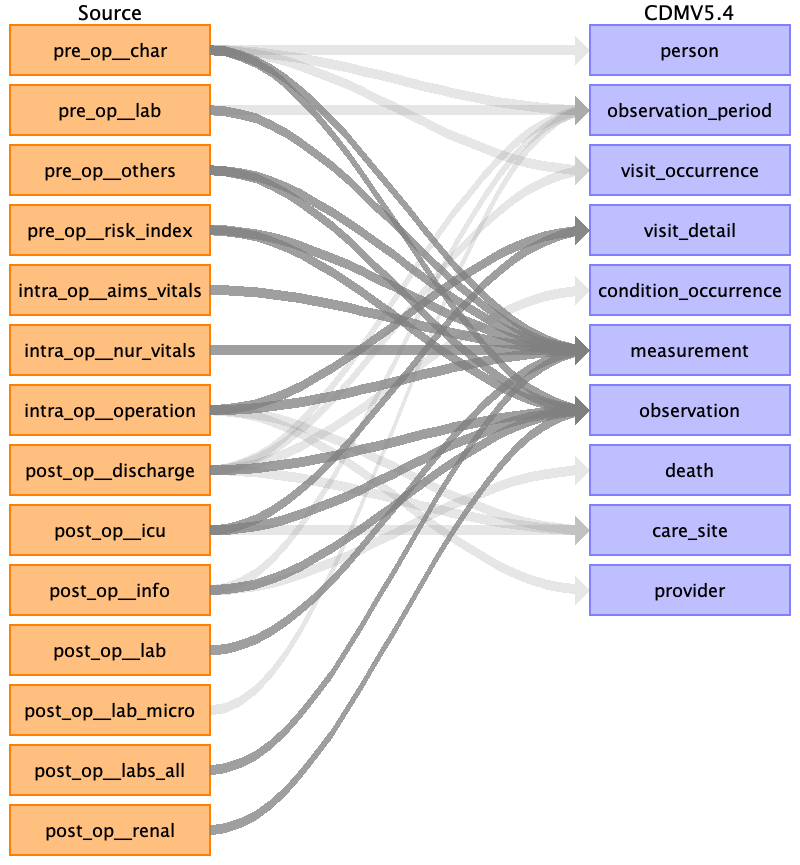 Source
CDMV5.4
pre_op__char
person
pre_op__lab
observation_period
pre_op__others
visit_occurrence
pre_op__risk_index
visit_detail
intra_op__aims_vitals
condition_occurrence
intra_op__nur_vitals
measurement
intra_op__operation
observation
post_op__discharge
death
post_op__icu
care_site
post_op__info
provider
post_op__lab
post_op__lab_micro
post_op__labs_all
post_op__renal